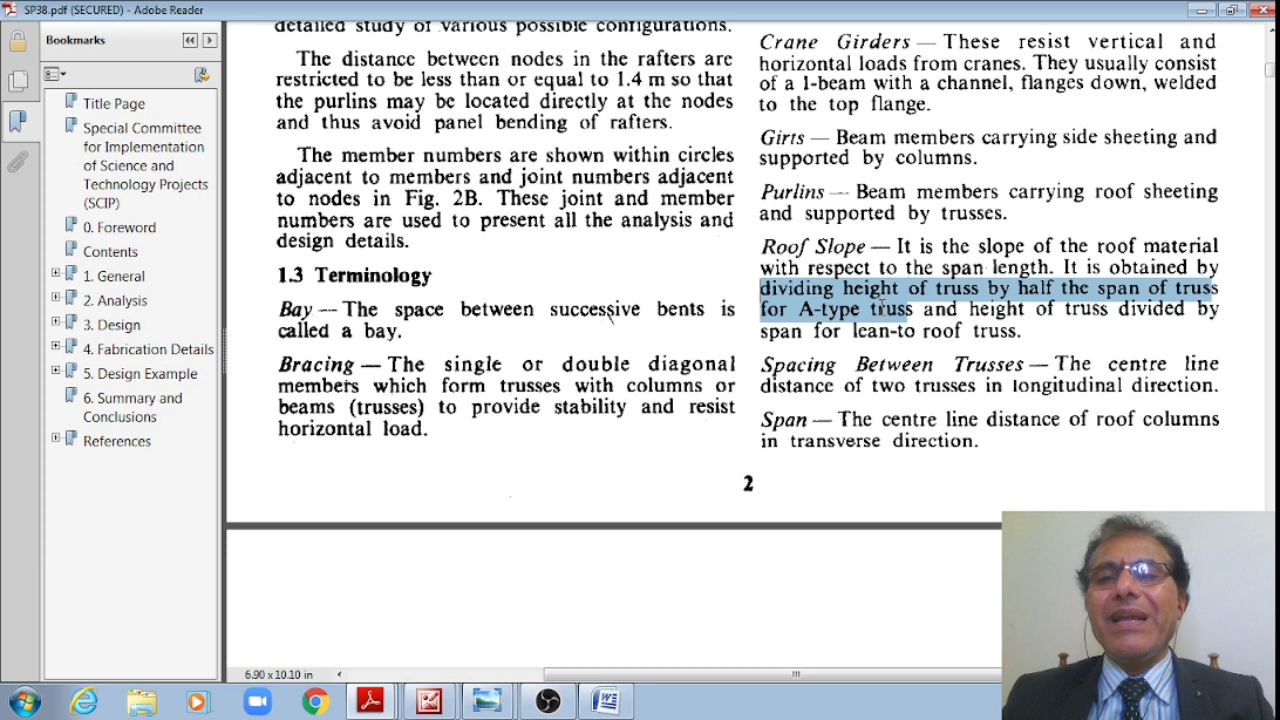 SP38.pdf (SECURED) - Adobe Reader
Bookmarks
Title Page
Special Committee
for Implementation
of Science and
Technology Projects
(SCIP)
0. Foreword
Contents
1. General
2. Analysis
3. Design
4. Fabrication Details
5. Design Example
6. Summary and
Conclusions
References
detailed study of various possible configurations.
The distance between nodes in the rafters are
restricted to be less than or equal to 1.4 m so that
the purlins may be located directly at the nodes
and thus avoid panel bending of rafters.
The member numbers are shown within circles
adjacent to members and joint numbers adjacent
to nodes in Fig. 2B. These joint and member
numbers are used to present all the analysis and
design details.
1.3 Terminology
Bay — The space between successive bents is
called a bay.
Bracing — The single or double diagonal
members which form trusses with columns or
beams (trusses) to provide stability and resist
horizontal load.
Crane Girders — These resist vertical and
horizontal loads from cranes. They usually consist
of a I-beam with a channel, flanges down, welded
to the top flange.
Girts — Beam members carrying side sheeting and
supported by columns.
Purlins — Beam members carrying roof sheeting
and supported by trusses.
Roof Slope — It is the slope of the roof material
with respect to the span length. It is obtained by
dividing height of truss by half the span of truss
for A-type truss and height of truss divided by
span for lean-to roof truss.
Spacing Between Trusses — The centre line
distance of two trusses in longitudinal direction.
Span — The centre line distance of roof columns
in transverse direction.
2
6.90 x 10.10 in